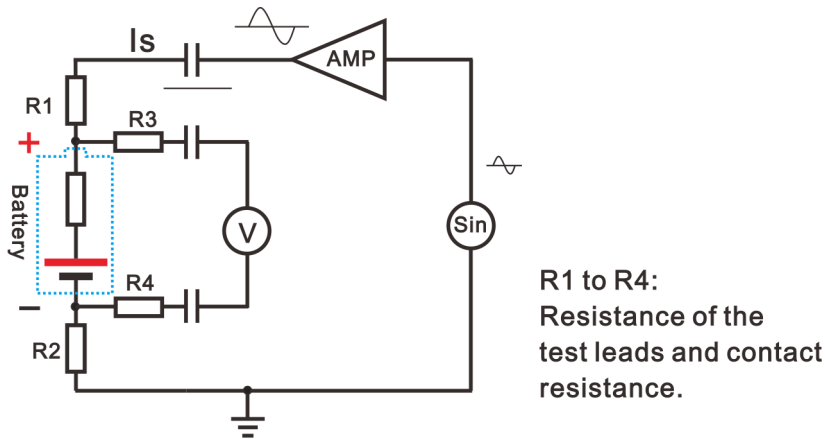 Is
AMP
R1
R3
+
Battery
V
Sin
R4
−
R2
R1 to R4:
Resistance of the
test leads and contact
resistance.